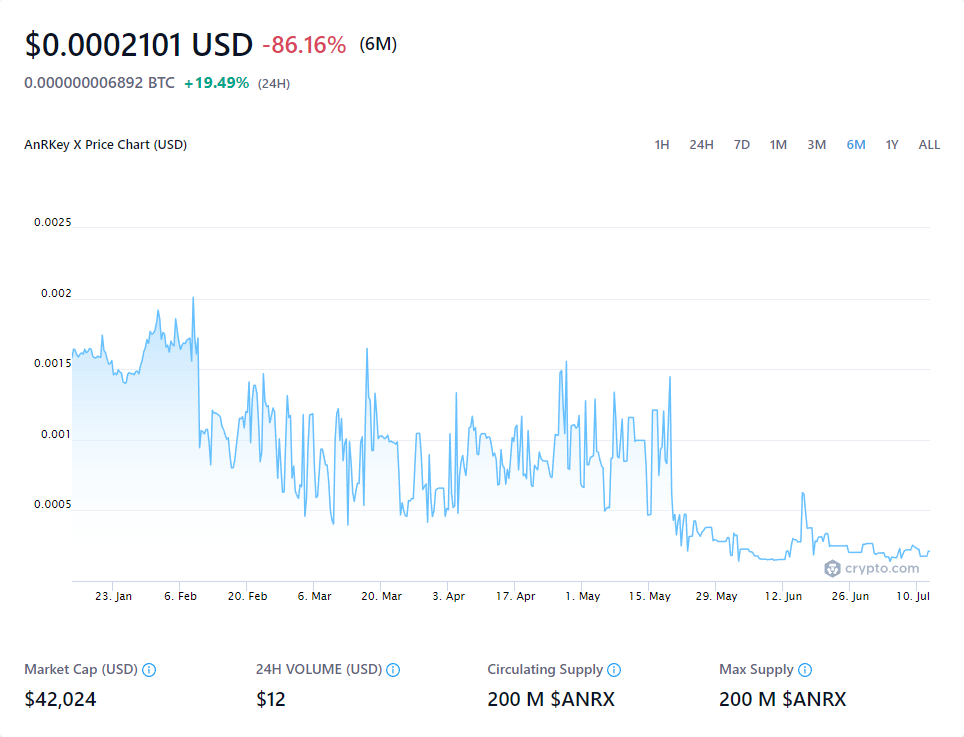 $0.0002101 USD -86.16% (6M)
0.000000006892 BTC +19.49% (24H)
AnRKey X Price Chart (USD) 1H 24H 7D 1M 3M 6M 1Y ALL
0.0025
0.002
0.0015
0.001
0.0005
crypto.com
23. Jan 6. Feb 20. Feb 6. Mar 20. Mar 3. Apr 17. Apr 1. May 15. May 29. May 12. Jun 26. Jun 10. Jul
Market Cap (USD) 24H VOLUME (USD) Circulating Supply Max Supply
$42,024 $12 200 M $ANRX 200 M $ANRX